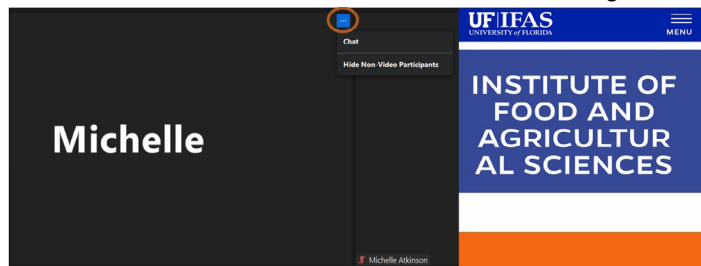 ...
Chat
Hide Non-Video Participants
Michelle
Michelle Atkinson
UF|IFAS
UNIVERSITY of FLORIDA
MENU
INSTITUTE OF
FOOD AND
AGRICULTUR
AL SCIENCES